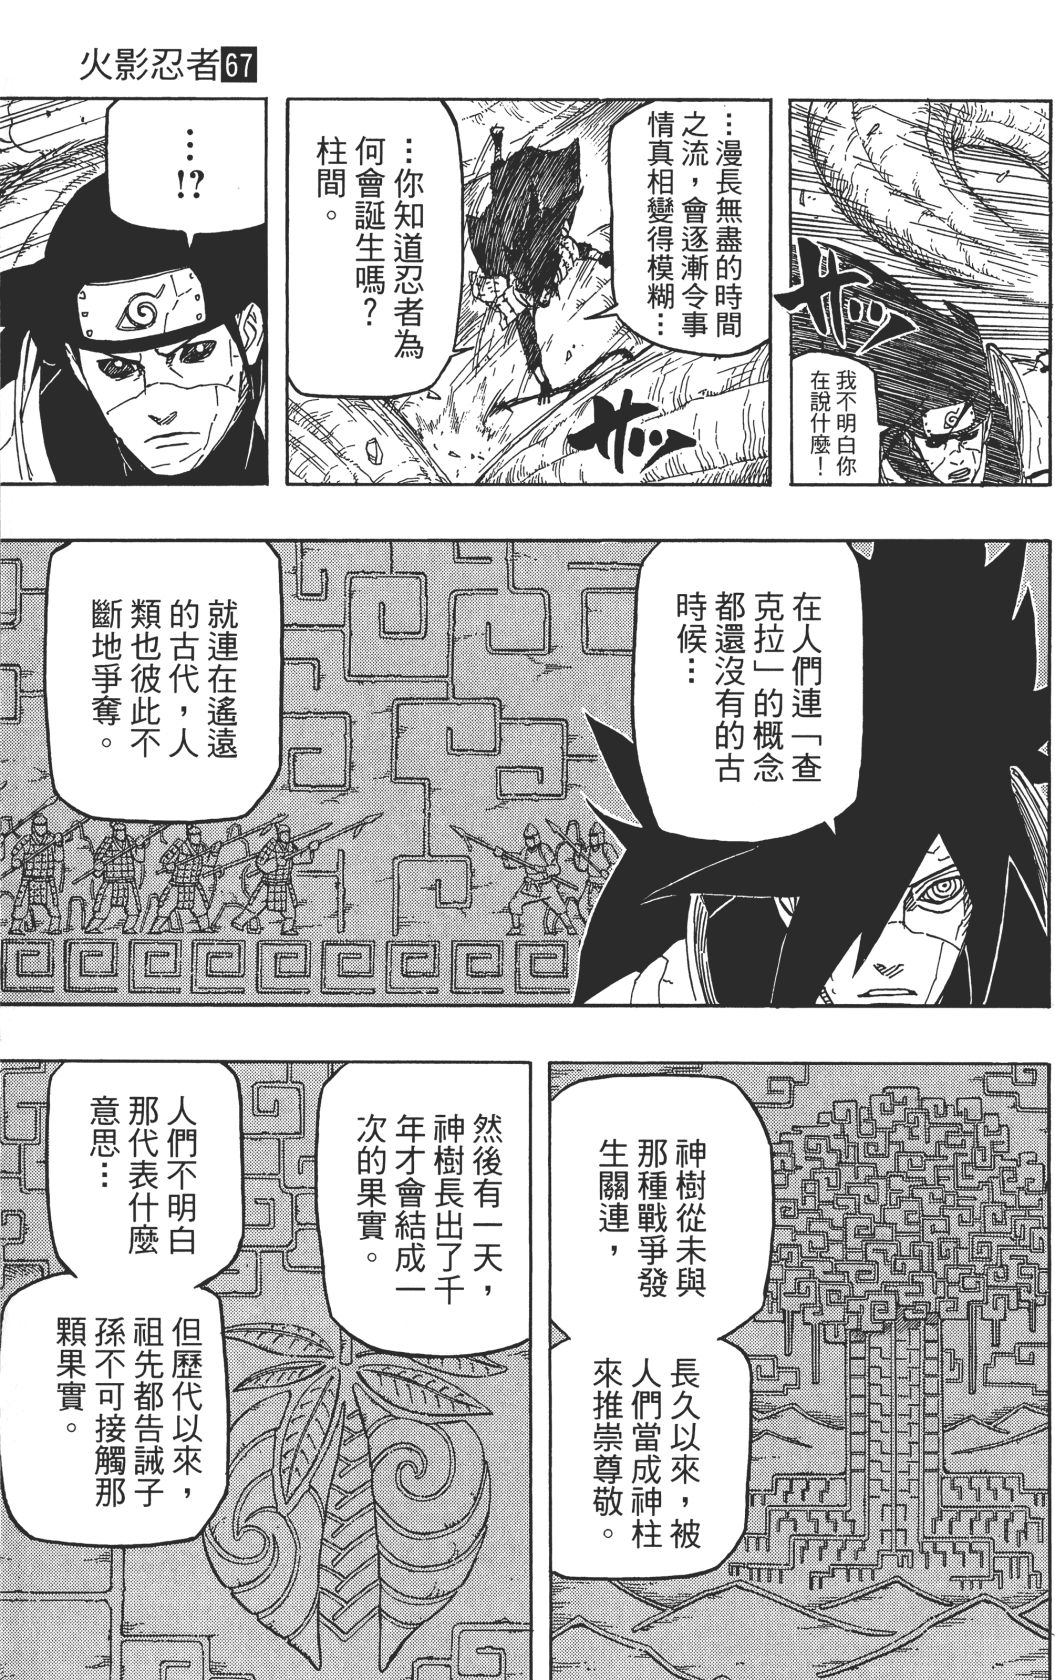 火影忍者67
我不明白你
在說什麼！
ザッ
…漫長無盡的時間
之流，會逐漸令事
情真相變得模糊…
ザッ
…你知道忍者為
何會誕生嗎？
柱間。
…!?
在人們連「查
克拉」的概念
都還沒有的古
時候…
就連在遙遠
的古代，人
類也彼此不
斷地爭奪。
神樹從未與
那種戰爭發
生關連，
長久以來，被
人們當成神柱
來推崇尊敬。
然後有一天，
神樹長出了千
年才會結成一
次的果實。
人們不明白
那代表什麼
意思…
但歷代以來，
祖先都告誡子
孫不可接觸那
顆果實。